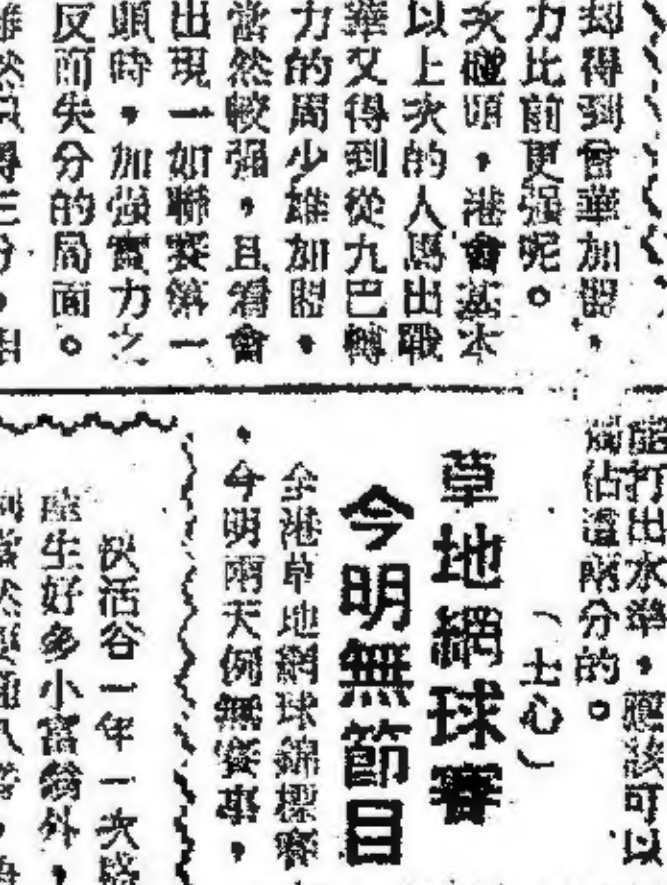 却得到曾華加盟，
力比前更强呢。
次碰頭，港會基本
以上次的人馬出戰
華又得到從九巴轉
力的周少雄加盟，
當然較强，且看會
出現一如聯賽第一
頭時，加强實力之
反而失分的局面。
能打出水準，應該可以
佔這兩分的。
（士心）
草地網球賽
今明無節目
全港草地網球錦標賽
，今明兩天例無賽事，
快活谷一年一次
生好多小富翁外，